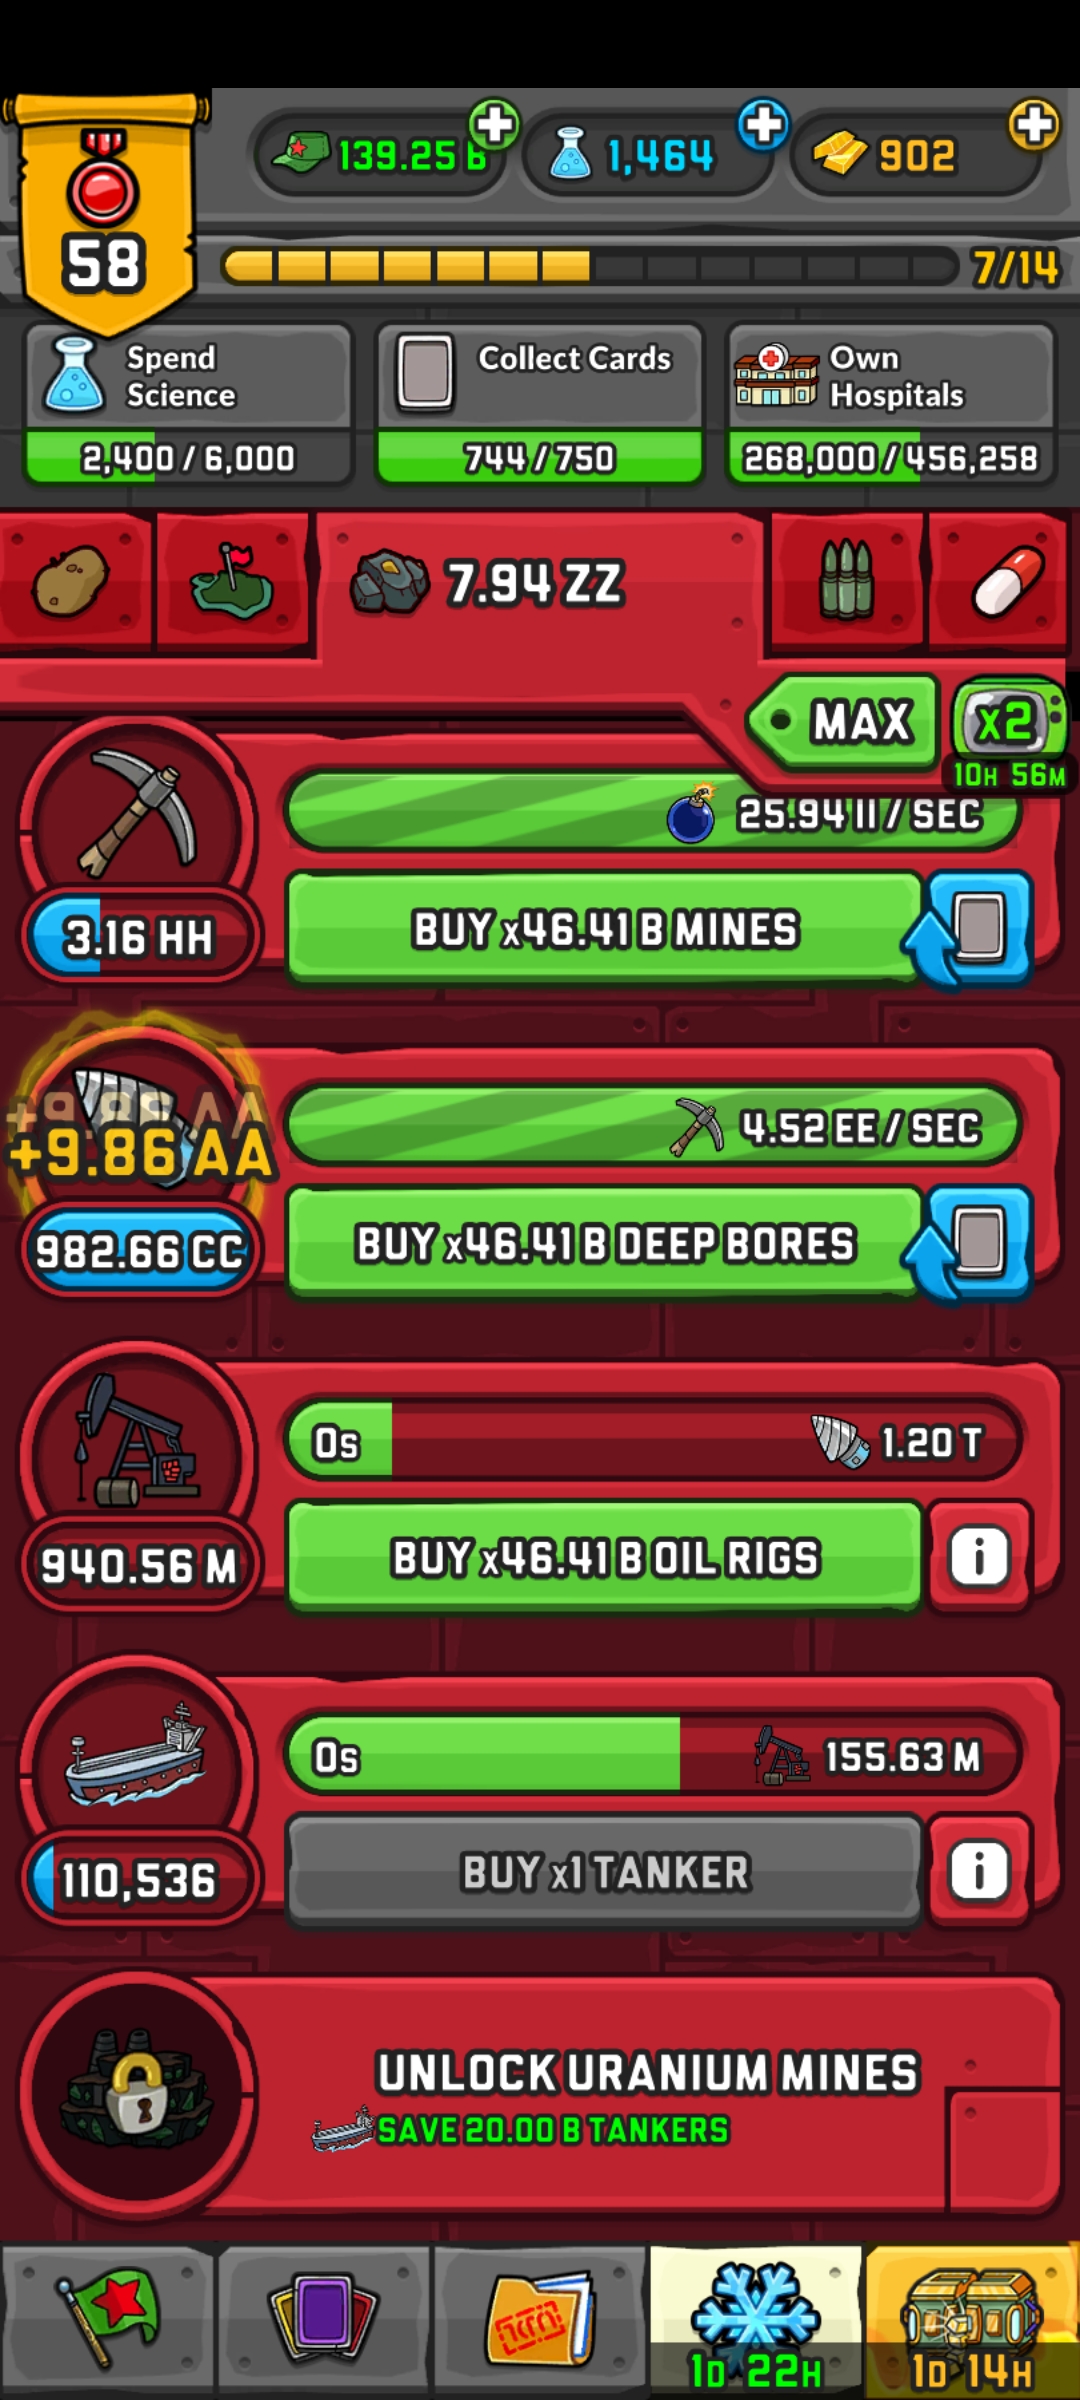 139.25 B
1,464
902
58
7/14
Spend
Science
2,400 / 6,000
Collect Cards
744 / 750
Own
Hospitals
268,000 / 456,258
7.94 ZZ
MAX
x2
10H 56M
25.94 II / SEC
3.16 HH
BUY x46.41 B MINES
+9.86 AA
4.52 EE / SEC
982.66 CC
BUY x46.41 B DEEP BORES
0s
1.20 T
940.56 M
BUY x46.41 B OIL RIGS
0s
155.63 M
110,536
BUY x1 TANKER
UNLOCK URANIUM MINES
SAVE 20.00 B TANKERS
1D 22H
1D 14H